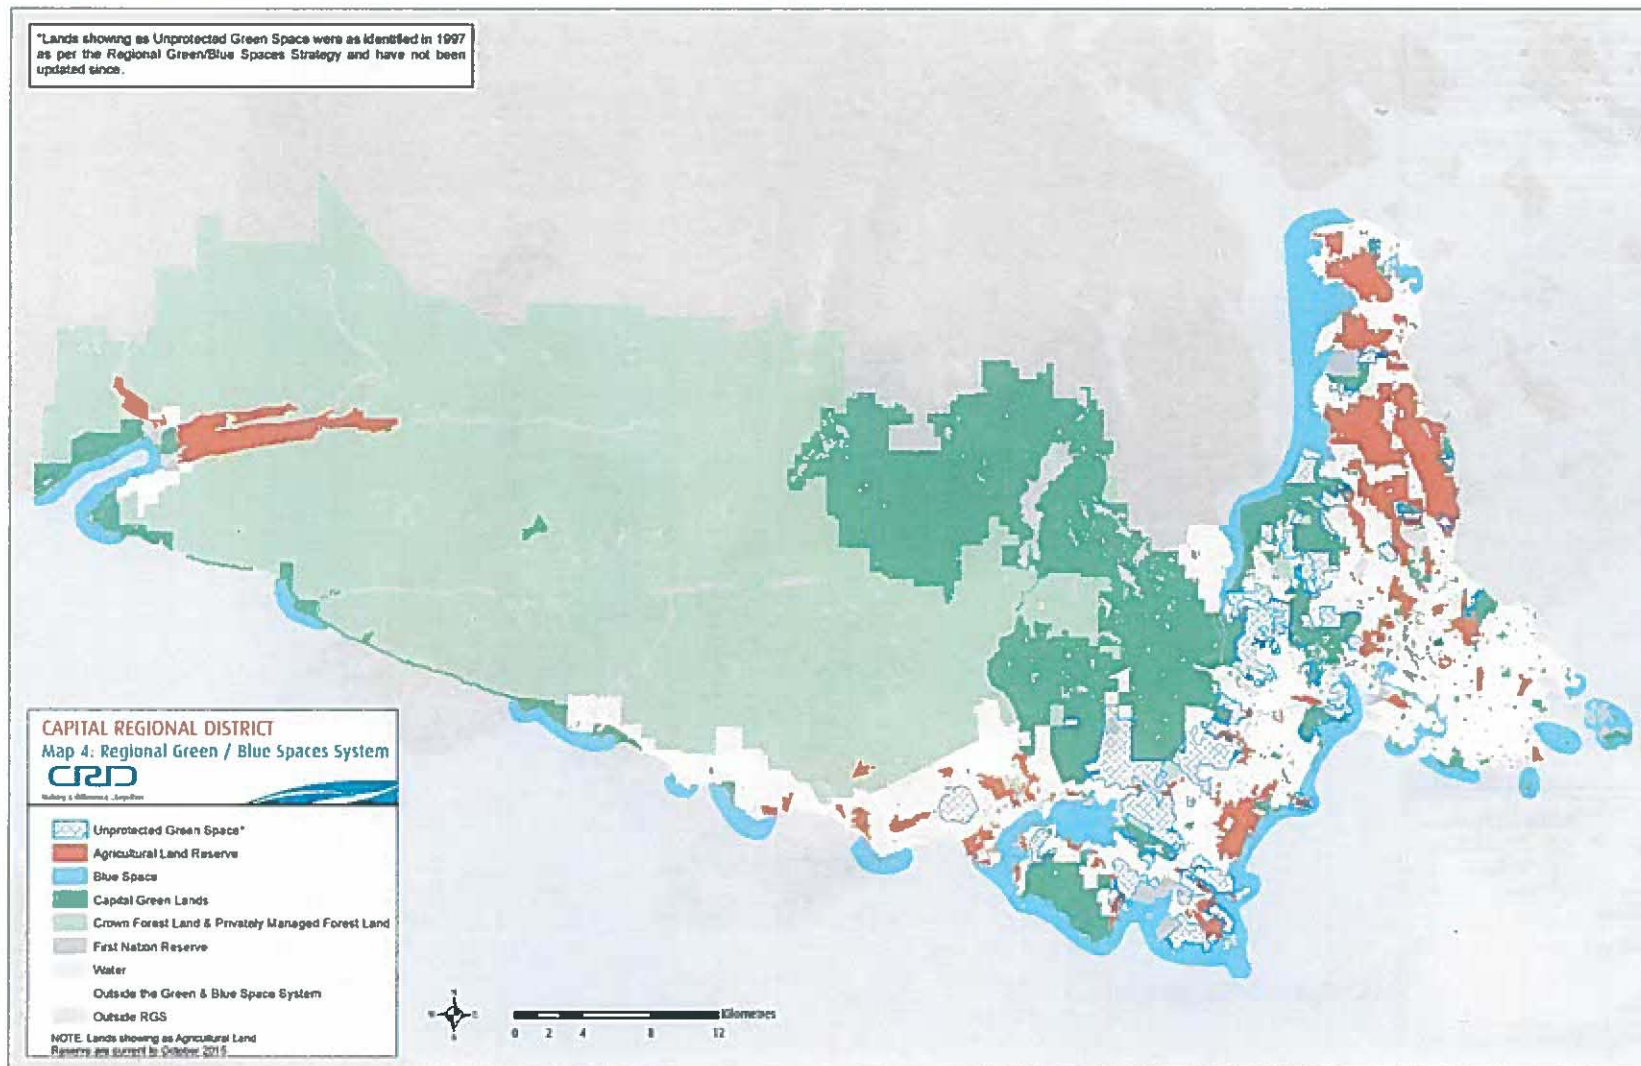 *Lands showing as Unprotected Green Space were as identified in 1997
as per the Regional Green/Blue Spaces Strategy and have not been
updated since.
CAPITAL REGIONAL DISTRICT
Map 4: Regional Green / Blue Spaces System
CRD
Making a difference...together
Unprotected Green Space*
Agricultural Land Reserve
Blue Space
Capital Green Lands
Crown Forest Land & Privately Managed Forest Land
First Nation Reserve
Water
Outside the Green & Blue Space System
Outside RGS
NOTE: Lands showing as Agricultural Land
Reserve are current to October 2015
N
W
E
S
Kilometres
0 2 4 8 12